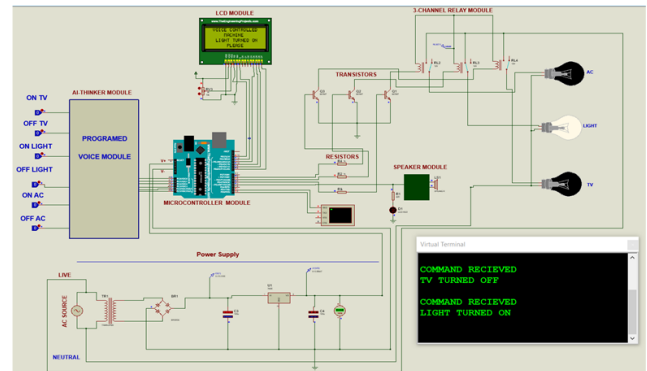 LCD MODULE
VOICE CONTROLLED
MACHINE
LIGHT TURNED ON
PLEASE
3-CHANNEL RELAY MODULE
TRANSISTORS
AC
LIGHT
TV
AI-THINKER MODULE
ON TV
OFF TV
ON LIGHT
OFF LIGHT
ON AC
OFF AC
PROGRAMED
VOICE MODULE
MICROCONTROLLER MODULE
RESISTORS
SPEAKER MODULE
Power Supply
LIVE
AC SOURCE
NEUTRAL
TR1
BR1
Virtual Terminal
COMMAND RECIEVED
TV TURNED OFF
COMMAND RECIEVED
LIGHT TURNED ON